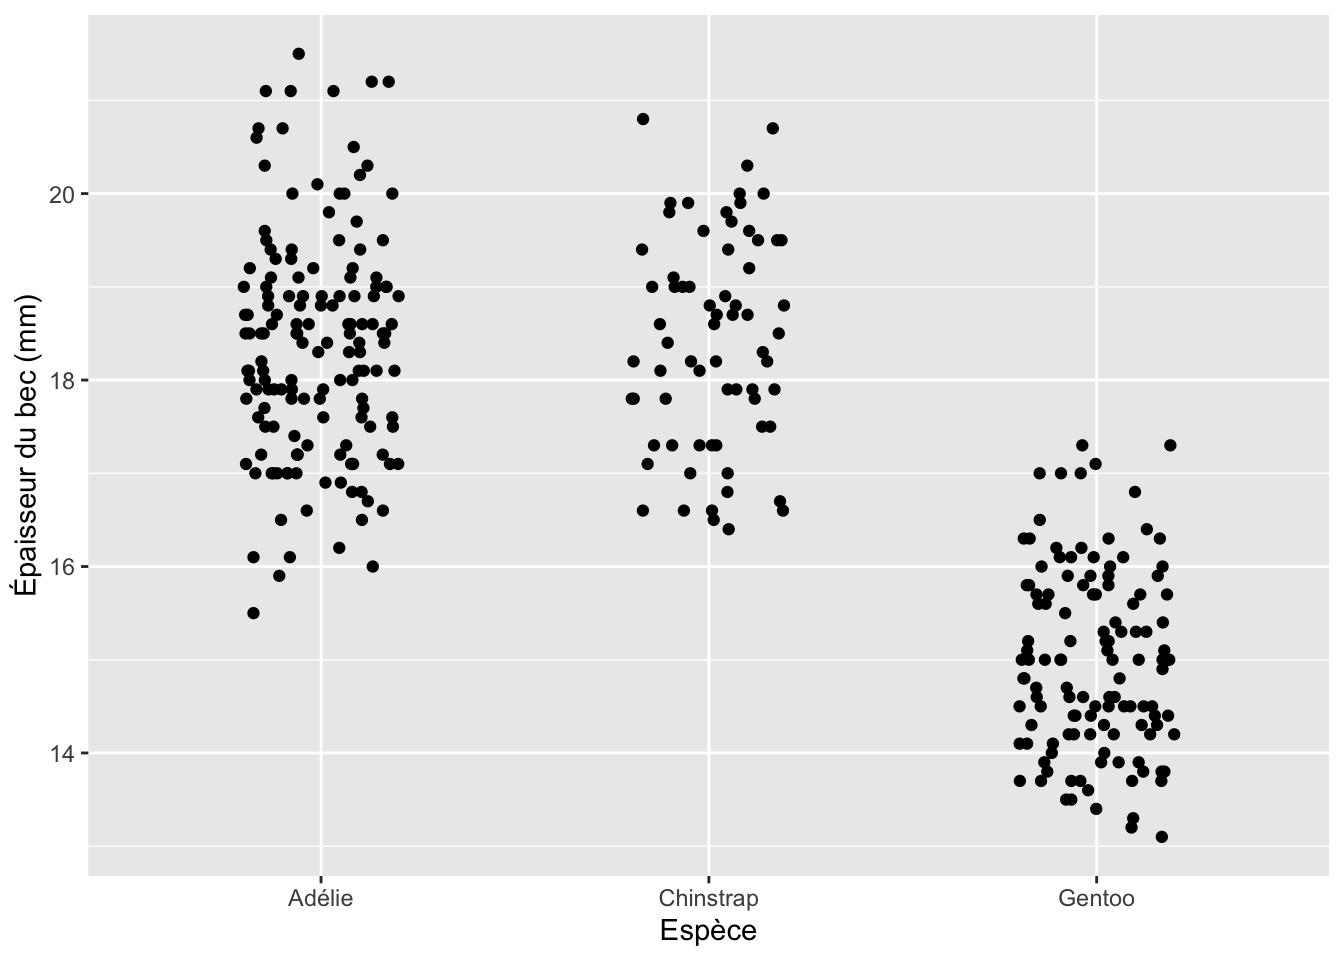 Épaisseur du bec (mm)
20
18
16
14
Adélie
Chinstrap
Gentoo
Espèce